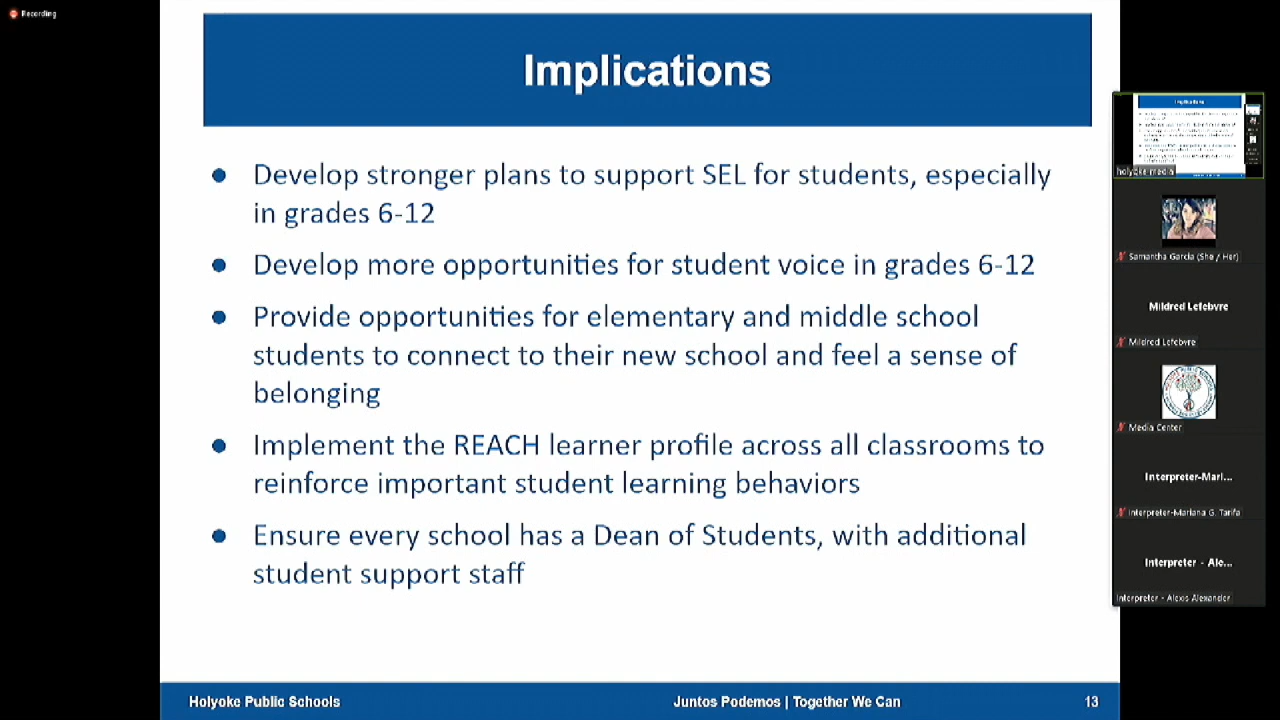 Recording
Implications
Develop stronger plans to support SEL for students, especially
in grades 6-12
Develop more opportunities for student voice in grades 6-12
Provide opportunities for elementary and middle school
students to connect to their new school and feel a sense of
belonging
Implement the REACH learner profile across all classrooms to
reinforce important student learning behaviors
Ensure every school has a Dean of Students, with additional
student support staff
Holyoke Public Schools
Juntos Podemos | Together We Can
13
Implications
holyoke media
Samantha Garcia (She / Her)
Mildred Lefebvre
Mildred Lefebvre
Media Center
Interpreter-Mari...
Interpreter-Mariana G. Tarifa
Interpreter - Ale...
Interpreter - Alexis Alexander